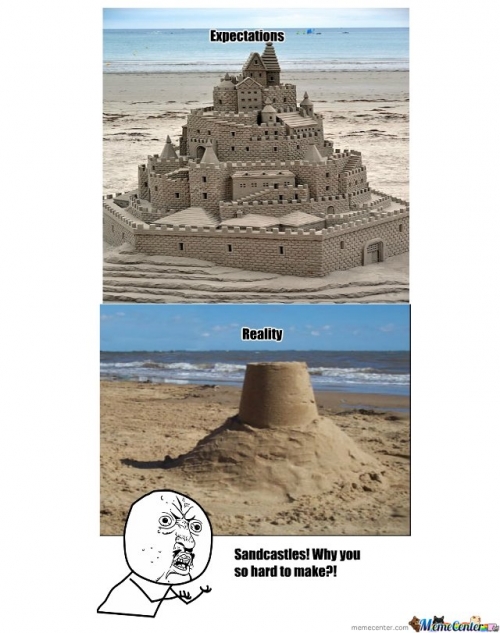 Expectations
Reality
Sandcastles! Why you
so hard to make?!
memecenter.com MemeCenter